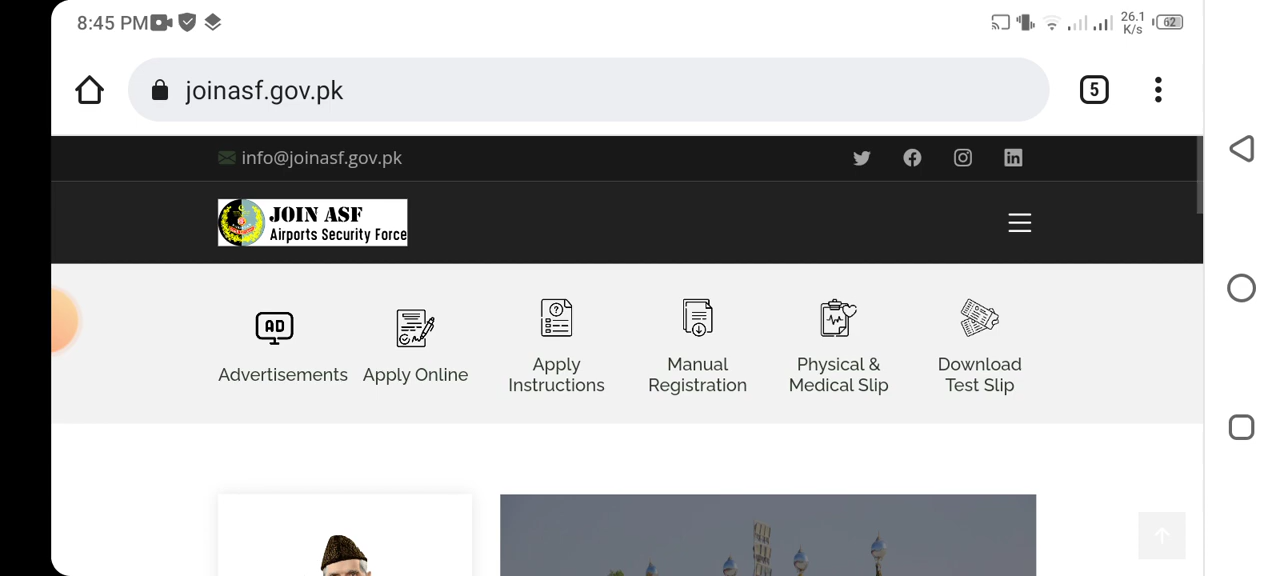 8:45 PM
26.1
K/s
62
joinasf.gov.pk
5
info@joinasf.gov.pk
JOIN ASF
Airports Security Force
AD
Advertisements
Apply Online
Apply
Instructions
Manual
Registration
Physical &
Medical Slip
Download
Test Slip